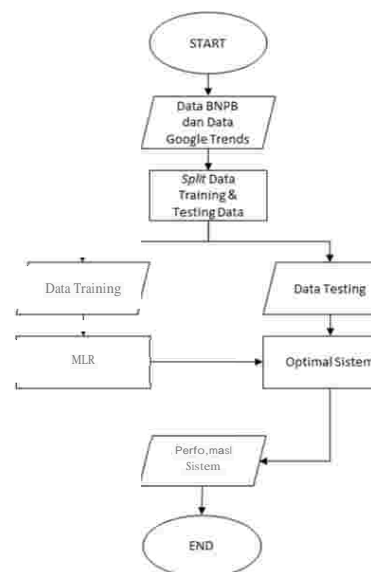 START
Data BNPB
dan Data
Google Trends
Split Data
Training &
Testing Data
Data Training
Data Testing
MLR
Optimal Sistem
Perfo,masl
Sistem
END